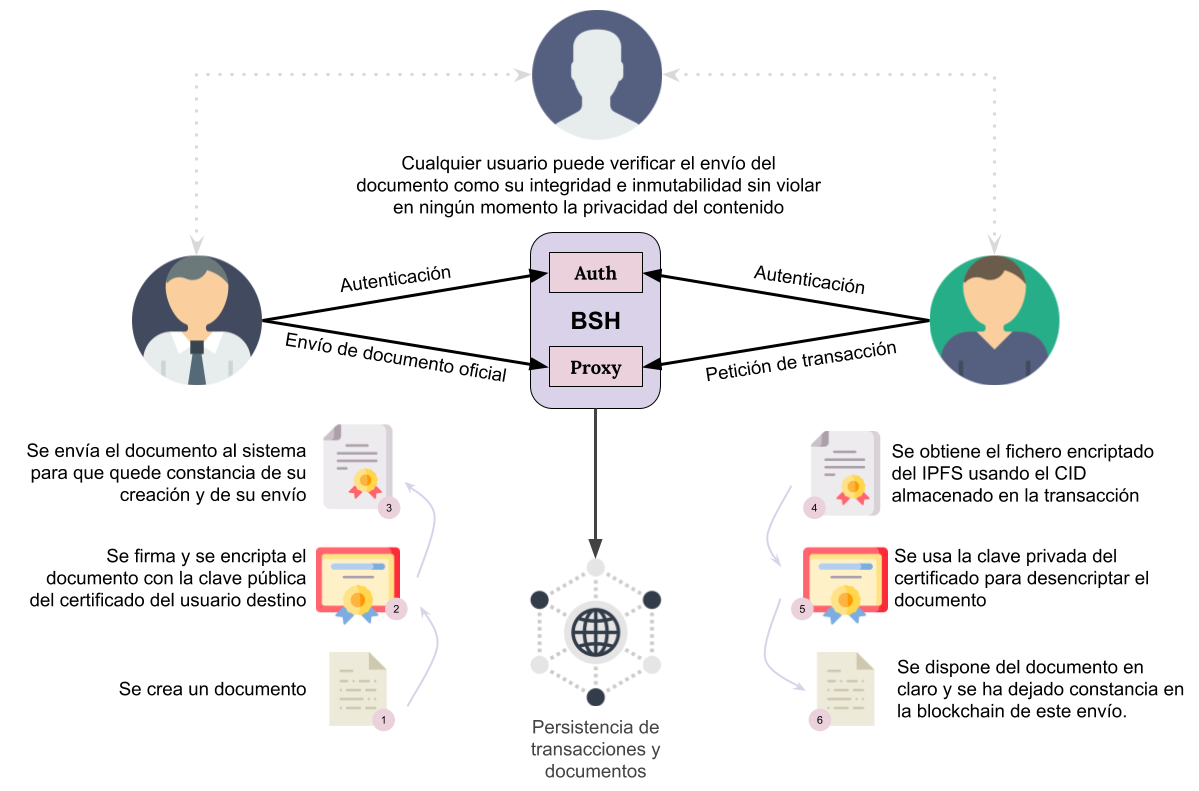 Cualquier usuario puede verificar el envío del
documento como su integridad e inmutabilidad sin violar
en ningún momento la privacidad del contenido
Autenticación
Auth
Autenticación
BSH
Envío de documento oficial
Proxy
Petición de transacción
Se envía el documento al sistema
para que quede constancia de su
creación y de su envío
3
Se firma y se encripta el
documento con la clave pública
del certificado del usuario destino
2
Se crea un documento
1
Persistencia de
transacciones y
documentos
4
Se obtiene el fichero encriptado
del IPFS usando el CID
almacenado en la transacción
5
Se usa la clave privada del
certificado para desencriptar el
documento
6
Se dispone del documento en
claro y se ha dejado constancia en
la blockchain de este envío.